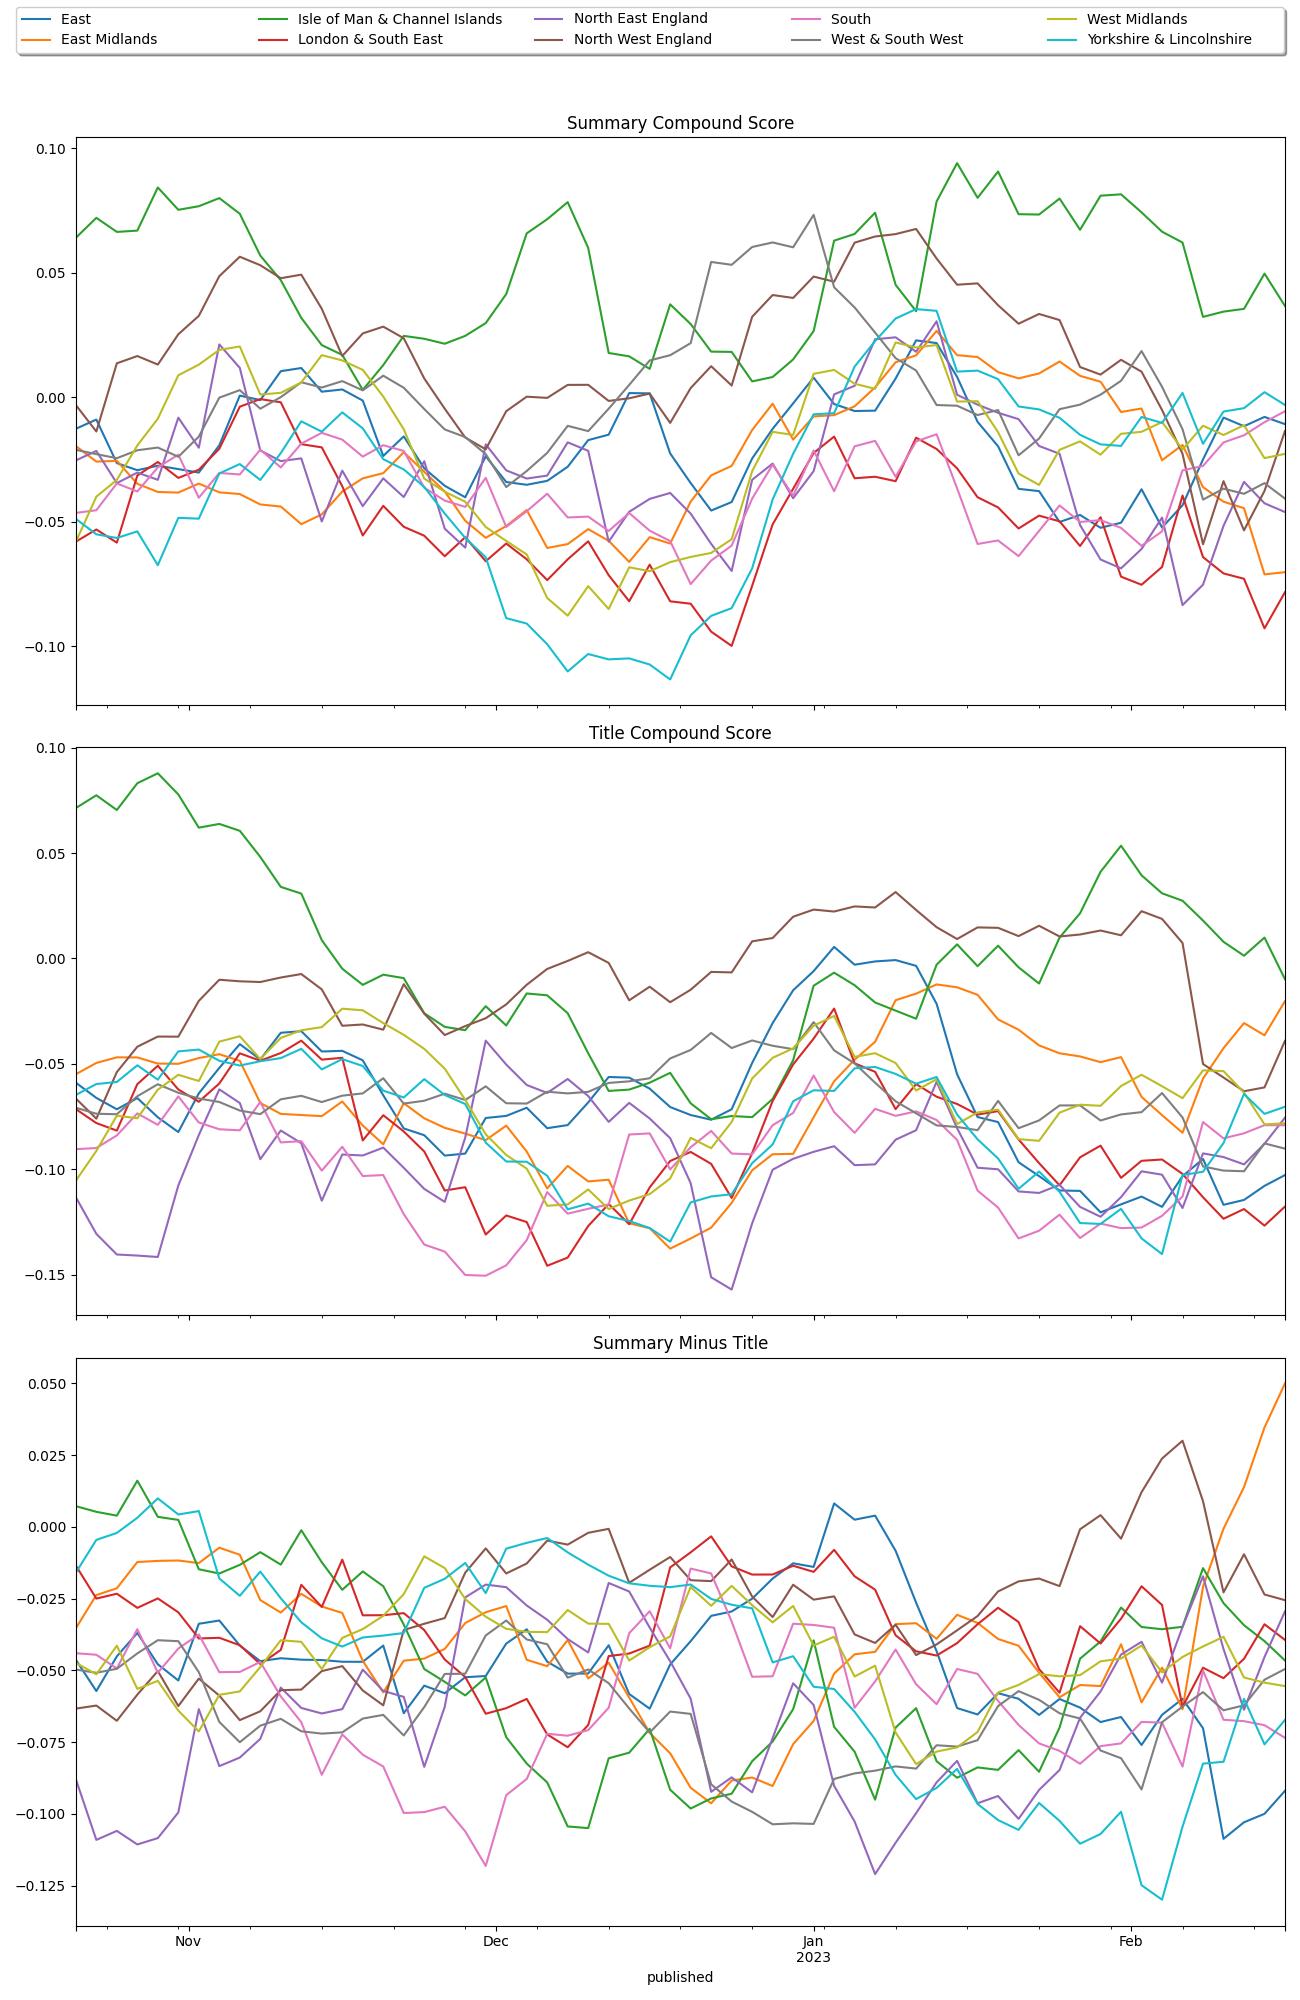 East Isle of Man & Channel Islands North East England South West Midlands
East Midlands London & South East North West England West & South West Yorkshire & Lincolnshire
Summary Compound Score
0.10
0.05
0.00
−0.05
−0.10
Title Compound Score
0.10
0.05
0.00
−0.05
−0.10
−0.15
Summary Minus Title
0.050
0.025
0.000
−0.025
−0.050
−0.075
−0.100
−0.125
Nov Dec Jan Feb
2023
published